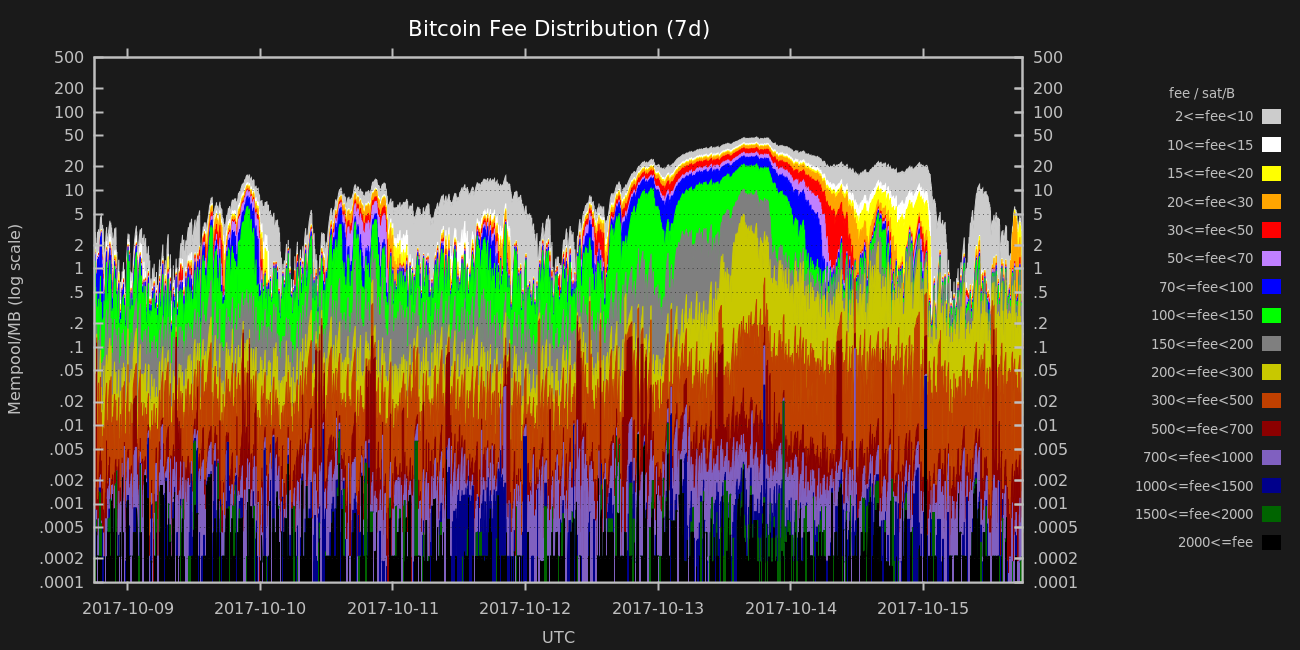 Bitcoin Fee Distribution (7d)
500
200
100
50
20
10
5
2
1
.5
.2
.1
.05
.02
.01
.005
.002
.001
.0005
.0002
.0001
Mempool/MB (log scale)
500
200
100
50
20
10
5
2
1
.5
.2
.1
.05
.02
.01
.005
.002
.001
.0005
.0002
.0001
2017-10-09 2017-10-10 2017-10-11 2017-10-12 2017-10-13 2017-10-14 2017-10-15
UTC
fee / sat/B
2<=fee<10
10<=fee<15
15<=fee<20
20<=fee<30
30<=fee<50
50<=fee<70
70<=fee<100
100<=fee<150
150<=fee<200
200<=fee<300
300<=fee<500
500<=fee<700
700<=fee<1000
1000<=fee<1500
1500<=fee<2000
2000<=fee